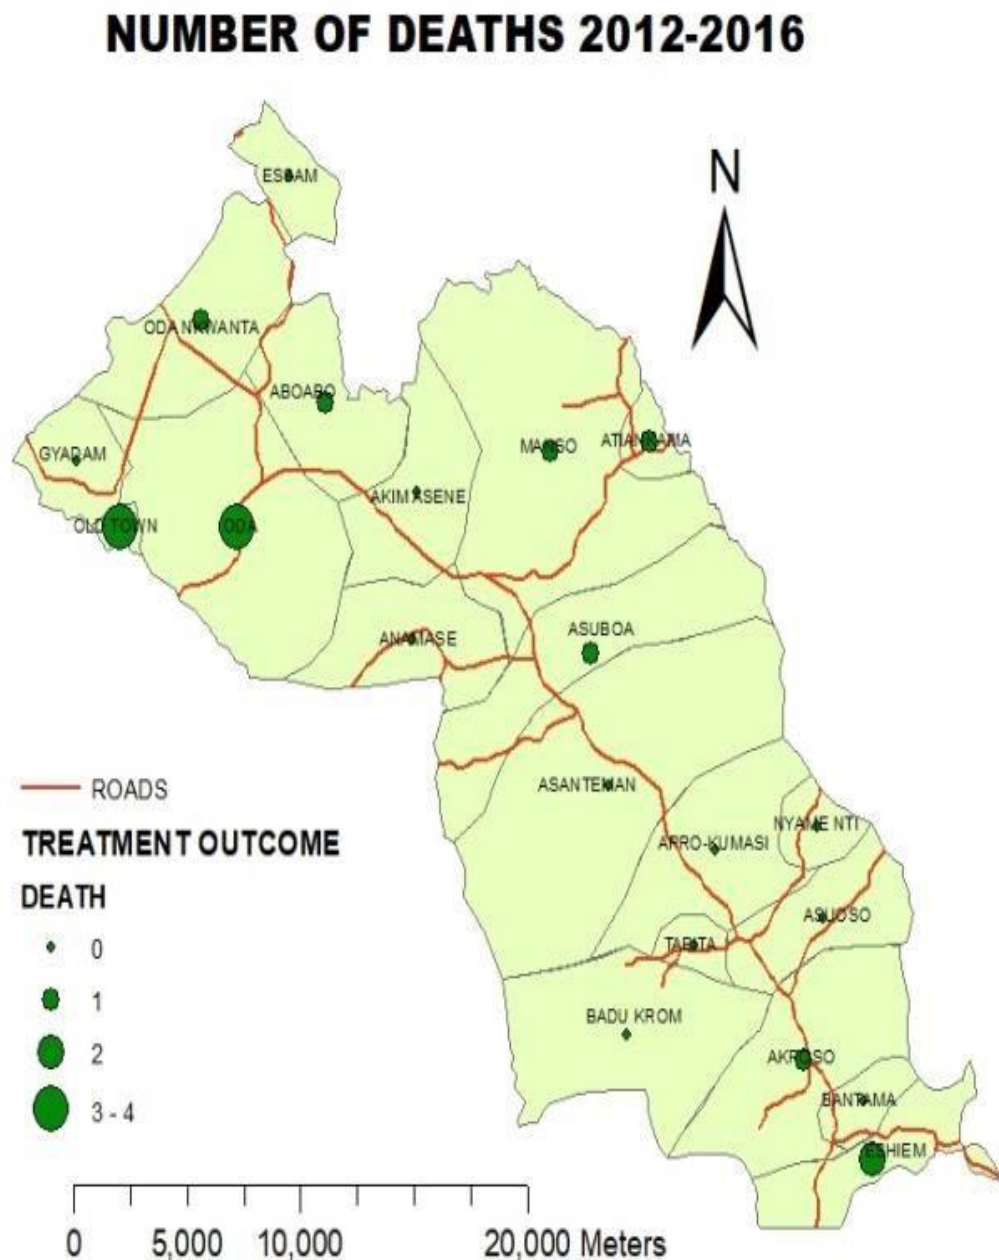 NUMBER OF DEATHS 2012-2016
ESSAM
N
ODA NKWANTA
ABOABO
GYADAM
MANSO
ATIANKAMA
AKIM ASENE
OLD TOWN
ODA
ANAMASE
ASUBOA
ROADS
ASANTEMAN
TREATMENT OUTCOME
NYAME NTI
APRO-KUMASI
DEATH
ASUOSO
0
TABITA
1
BADU KROM
2
AKROSO
3 - 4
BANTAMA
ESHIEM
0 5,000 10,000 20,000 Meters